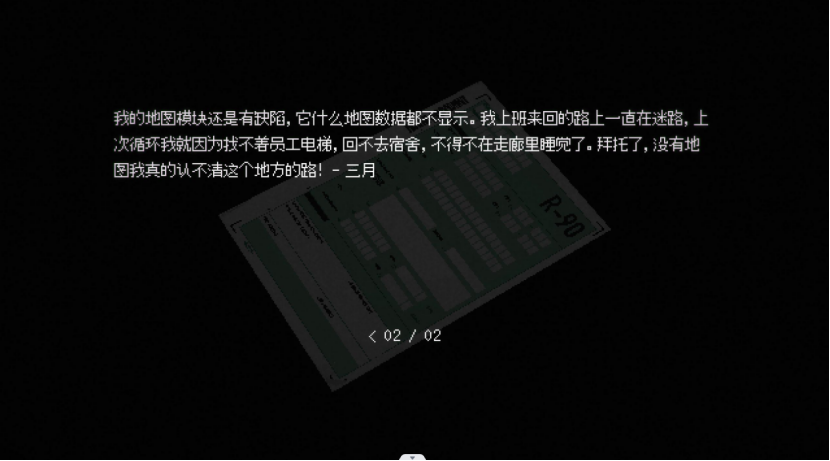 我的地图模块还是有缺陷，它什么地图数据都不显示。我上班来回的路上一直在迷路，上
次循环我就因为找不着员工电梯，回不去宿舍，不得不在走廊里睡觉了。拜托了，没有地
图我真的认不清这个地方的路！- 三月
R-90
< 02 / 02